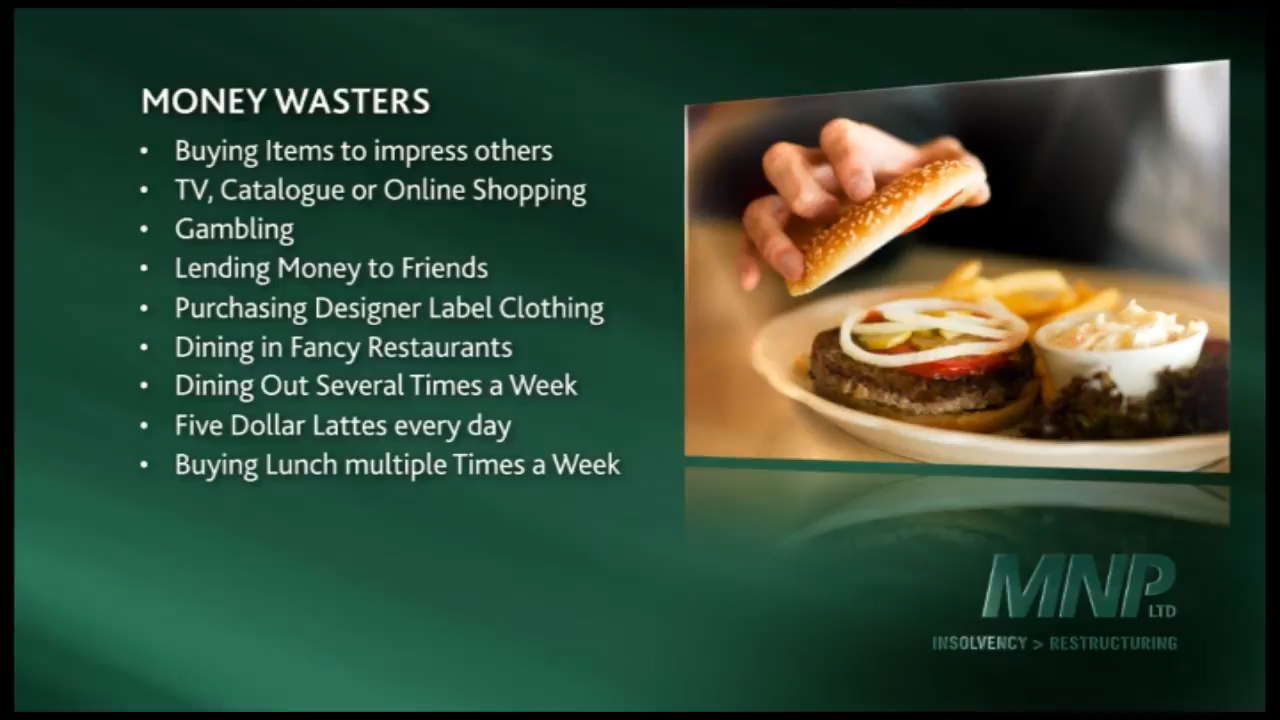 MONEY WASTERS
• Buying Items to impress others
• TV, Catalogue or Online Shopping
• Gambling
• Lending Money to Friends
• Purchasing Designer Label Clothing
• Dining in Fancy Restaurants
• Dining Out Several Times a Week
• Five Dollar Lattes every day
• Buying Lunch multiple Times a Week
MNP
LTD
INSOLVENCY > RESTRUCTURING